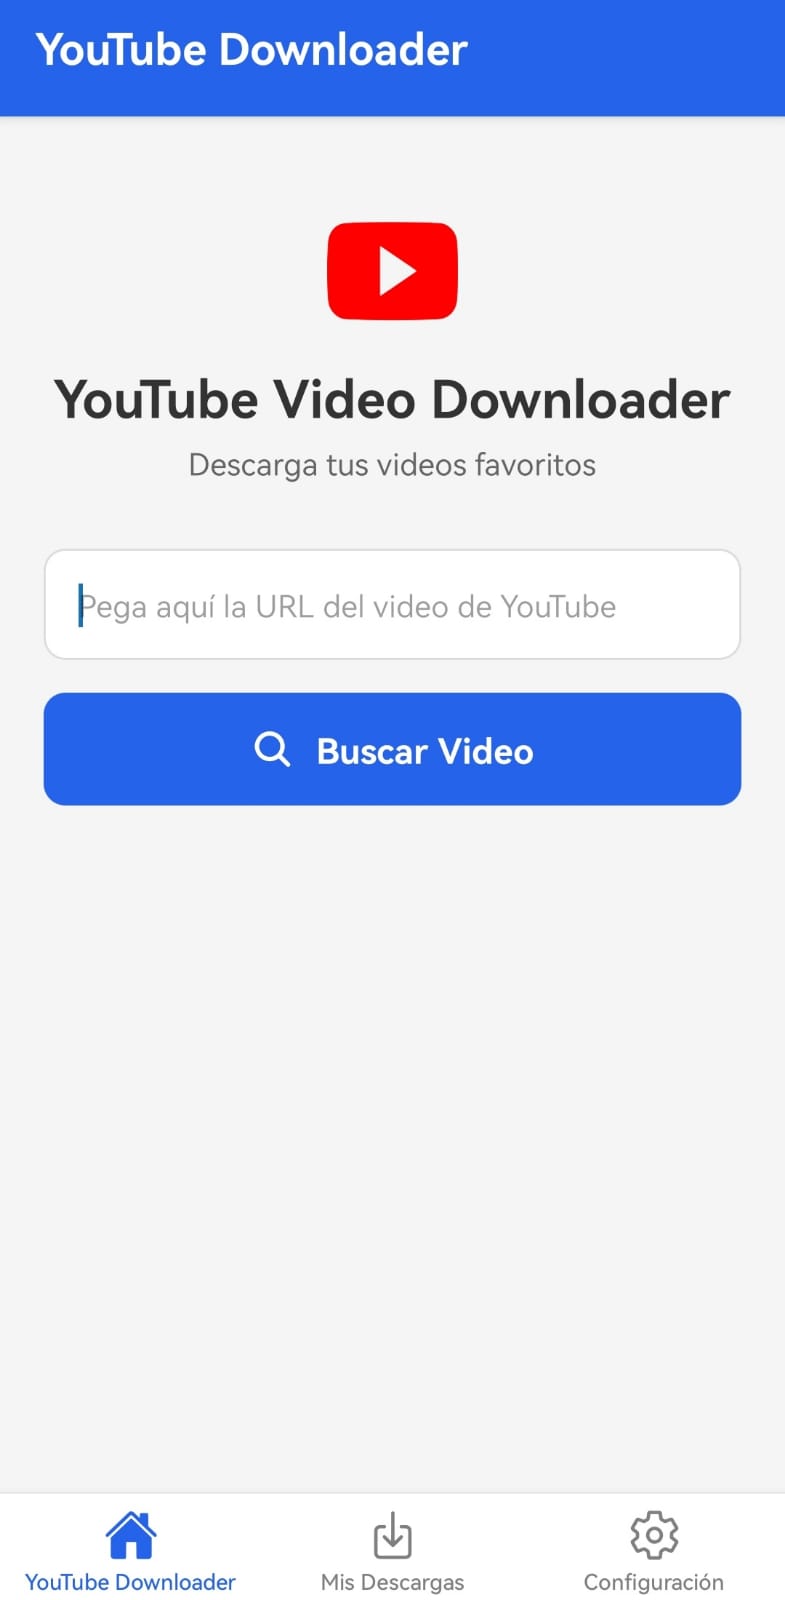 YouTube Downloader
YouTube Video Downloader
Descarga tus videos favoritos
Pega aquí la URL del video de YouTube
Buscar Video
YouTube Downloader
Mis Descargas
Configuración